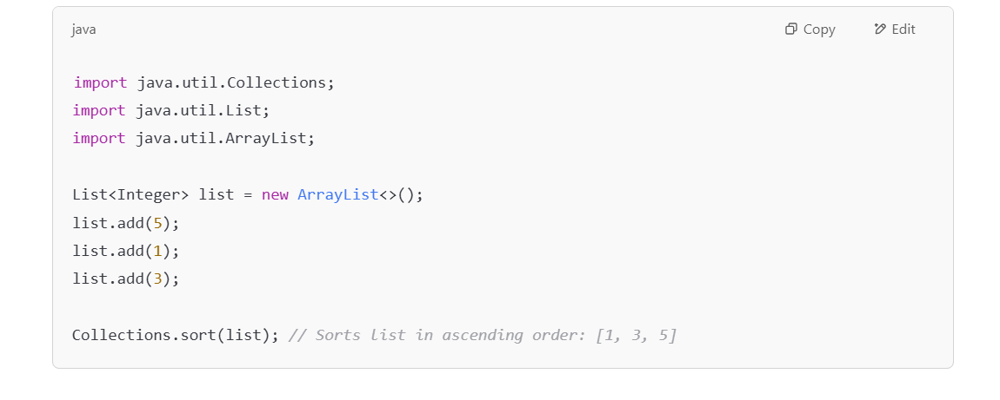 java
Copy
Edit
import java.util.Collections;
import java.util.List;
import java.util.ArrayList;
List<Integer> list = new ArrayList<>();
list.add(5);
list.add(1);
list.add(3);
Collections.sort(list); // Sorts list in ascending order: [1, 3, 5]